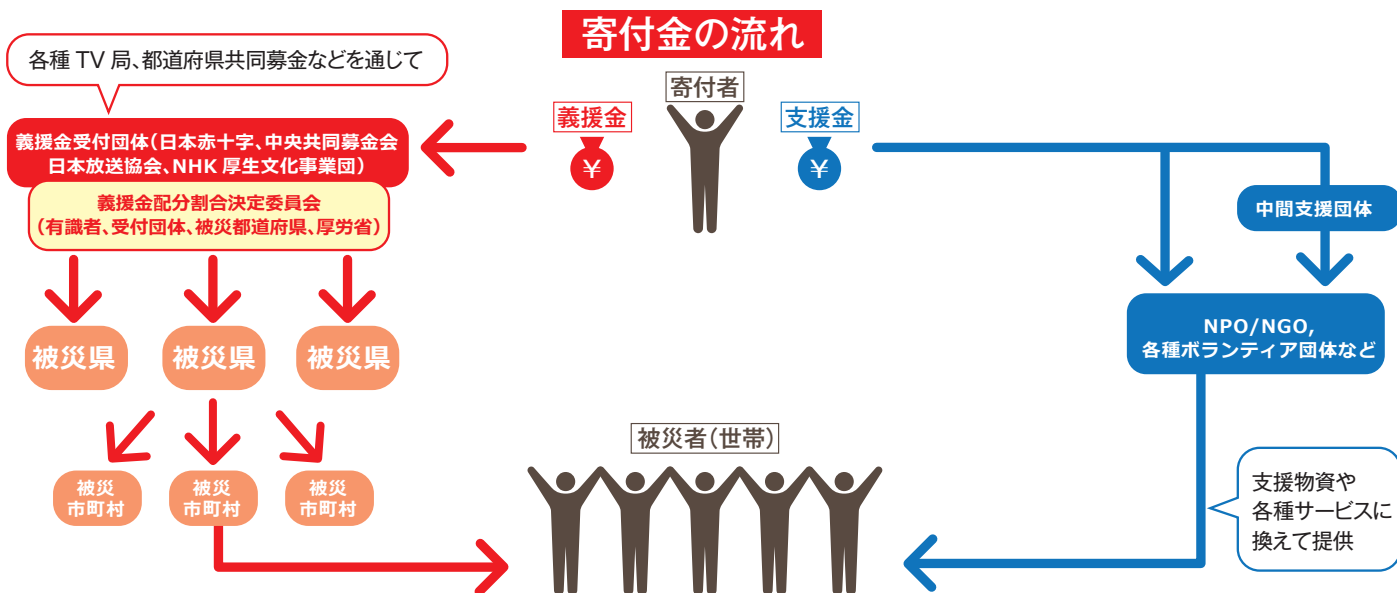 寄付金の流れ
各種 TV 局、都道府県共同募金などを通じて
寄付者
義援金
支援金
¥
¥
義援金受付団体(日本赤十字、中央共同募金会
日本放送協会、NHK 厚生文化事業団)
義援金配分割合決定委員会
(有識者、受付団体、被災都道府県、厚労省)
中間支援団体
被災県
被災県
被災県
NPO/NGO,
各種ボランティア団体など
被災者(世帯)
被災
市町村
被災
市町村
被災
市町村
支援物資や
各種サービスに
換えて提供